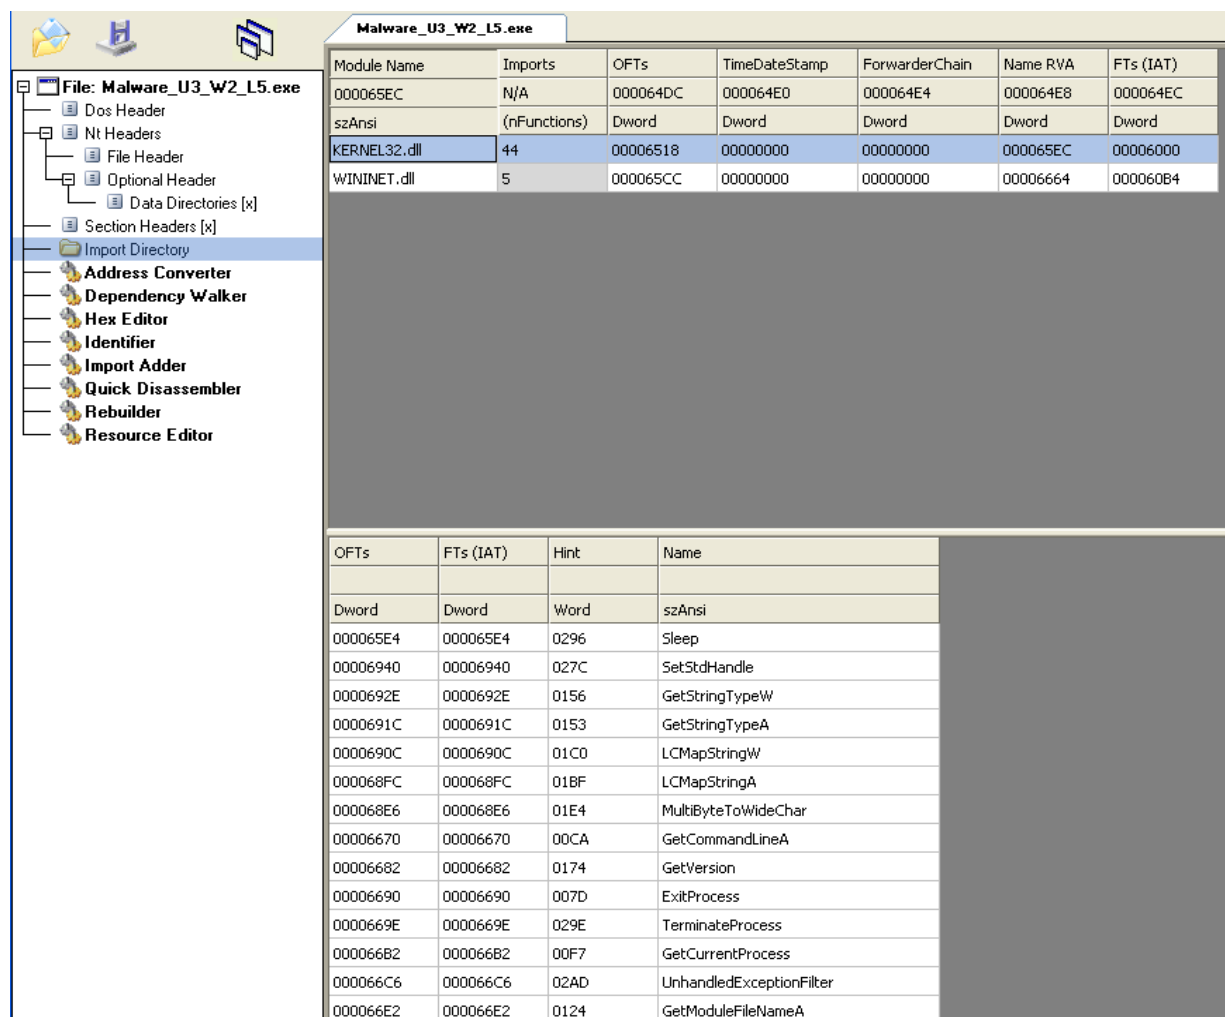 Malware_U3_W2_L5.exe
File: Malware_U3_W2_L5.exe
Dos Header
Nt Headers
File Header
Optional Header
Data Directories [x]
Section Headers [x]
Import Directory
Address Converter
Dependency Walker
Hex Editor
Identifier
Import Adder
Quick Disassembler
Rebuilder
Resource Editor
Module Name Imports OFTs TimeDateStamp ForwarderChain Name RVA FTs (IAT)
000065EC N/A 000064DC 000064E0 000064E4 000064E8 000064EC
szAnsi (nFunctions) Dword Dword Dword Dword Dword
KERNEL32.dll 44 00006518 00000000 00000000 000065EC 00006000
WININET.dll 5 000065CC 00000000 00000000 00006664 000060B4
OFTs FTs (IAT) Hint Name
Dword Dword Word szAnsi
000065E4 000065E4 0296 Sleep
00006940 00006940 027C SetStdHandle
0000692E 0000692E 0156 GetStringTypeW
0000691C 0000691C 0153 GetStringTypeA
0000690C 0000690C 01C0 LCMapStringW
000068FC 000068FC 01BF LCMapStringA
000068E6 000068E6 01E4 MultiByteToWideChar
00006670 00006670 00CA GetCommandLineA
00006682 00006682 0174 GetVersion
00006690 00006690 007D ExitProcess
0000669E 0000669E 029E TerminateProcess
000066B2 000066B2 00F7 GetCurrentProcess
000066C6 000066C6 02AD UnhandledExceptionFilter
000066E2 000066E2 0124 GetModuleFileNameA